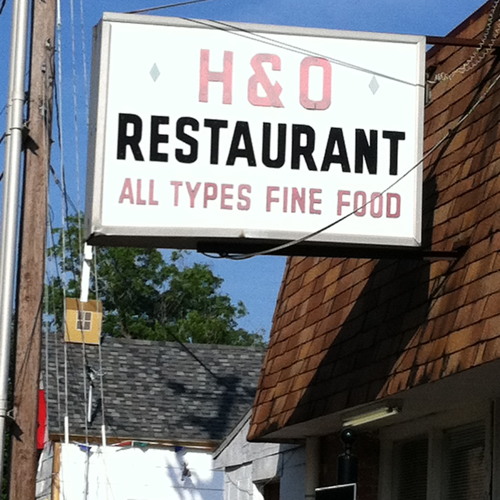 H&O
RESTAURANT
ALL TYPES FINE FOOD